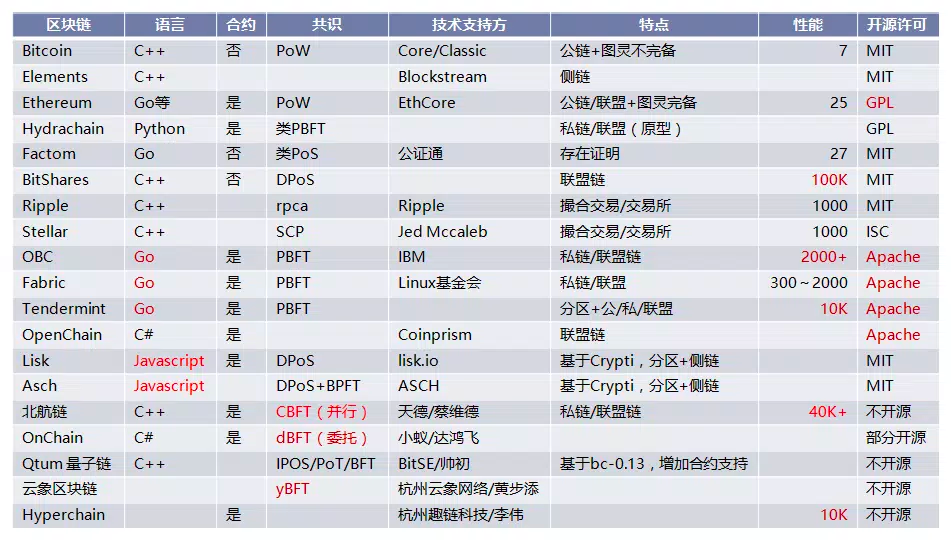 区块链 语言 合约 共识 技术支持方 特点 性能 开源许可
Bitcoin C++ 否 PoW Core/Classic 公链+图灵不完备 7 MIT
Elements C++ Blockstream 侧链 MIT
Ethereum Go等 是 PoW EthCore 公链/联盟+图灵完备 25 GPL
Hydrachain Python 是 类PBFT 私链/联盟（原型） GPL
Factom Go 否 类PoS 公证通 存在证明 27 MIT
BitShares C++ 否 DPoS 联盟链 100K MIT
Ripple C++ rpca Ripple 撮合交易/交易所 1000 MIT
Stellar C++ SCP Jed Mccaleb 撮合交易/交易所 1000 ISC
OBC Go 是 PBFT IBM 私链/联盟链 2000+ Apache
Fabric Go 是 PBFT Linux基金会 私链/联盟 300～2000 Apache
Tendermint Go 是 PBFT 分区+公/私/联盟 10K Apache
OpenChain C# 是 Coinprism 联盟链 Apache
Lisk Javascript 是 DPoS lisk.io 基于Crypti，分区+侧链 MIT
Asch Javascript DPoS+BPFT ASCH 基于Crypti，分区+侧链 MIT
北航链 C++ 是 CBFT（并行） 天德/蔡维德 私链/联盟链 40K+ 不开源
OnChain C# 是 dBFT（委托） 小蚁/达鸿飞 部分开源
Qtum 量子链 C++ IPOS/PoT/BFT BitSE/帅初 基于bc-0.13，增加合约支持 不开源
云象区块链 yBFT 杭州云象网络/黄步添 不开源
Hyperchain 是 杭州趣链科技/李伟 10K 不开源